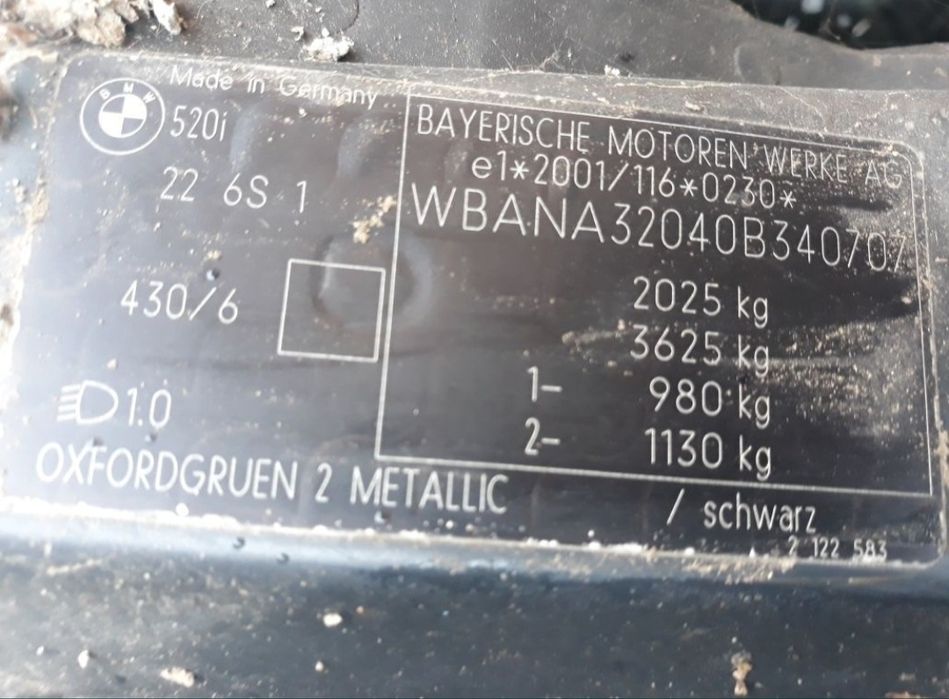 Made in Germany
BMW
520i
22 6S 1
430/6
1.0
BAYERISCHE MOTOREN WERKE AG
e1*2001/116*0230*
WBANA32040B340707
2025 kg
3625 kg
1- 980 kg
2- 1130 kg
OXFORDGRUEN 2 METALLIC / schwarz
2 122 583